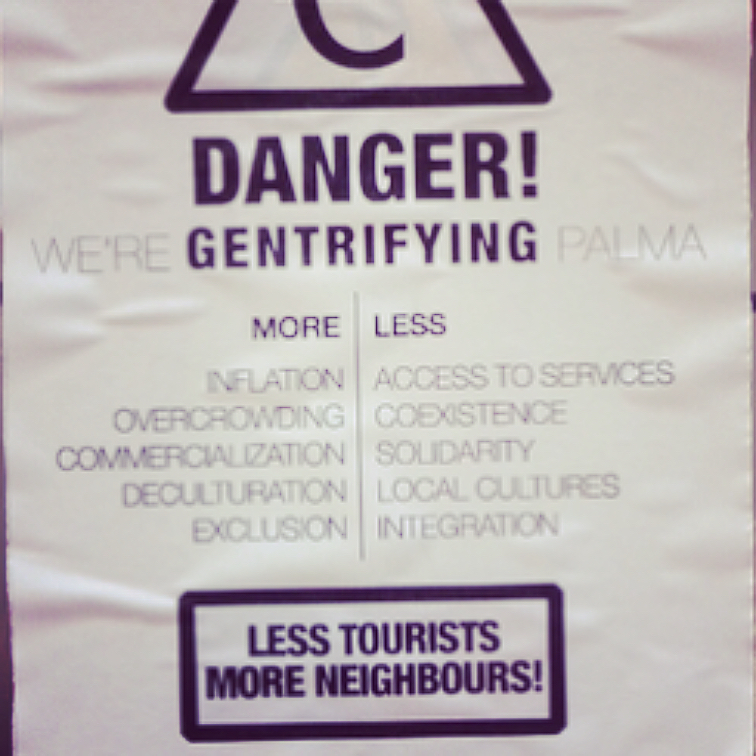 C
DANGER!
WE'RE GENTRIFYING PALMA
MORE LESS
INFLATION ACCESS TO SERVICES
OVERCROWDING COEXISTENCE
COMMERCIALIZATION SOLIDARITY
DECULTURATION LOCAL CULTURES
EXCLUSION INTEGRATION
LESS TOURISTS
MORE NEIGHBOURS!